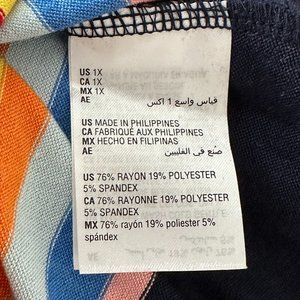 US 1X
CA 1X
MX 1X
AE قياس واسع 1 اكس
US MADE IN PHILIPPINES
CA FABRIQUÉ AUX PHILIPPINES
MX HECHO EN FILIPINAS
AE صنع في الفلبين
US 76% RAYON 19% POLYESTER
5% SPANDEX
CA 76% RAYONNE 19% POLYESTER
5% SPANDEX
MX 76% rayón 19% poliester 5%
spándex